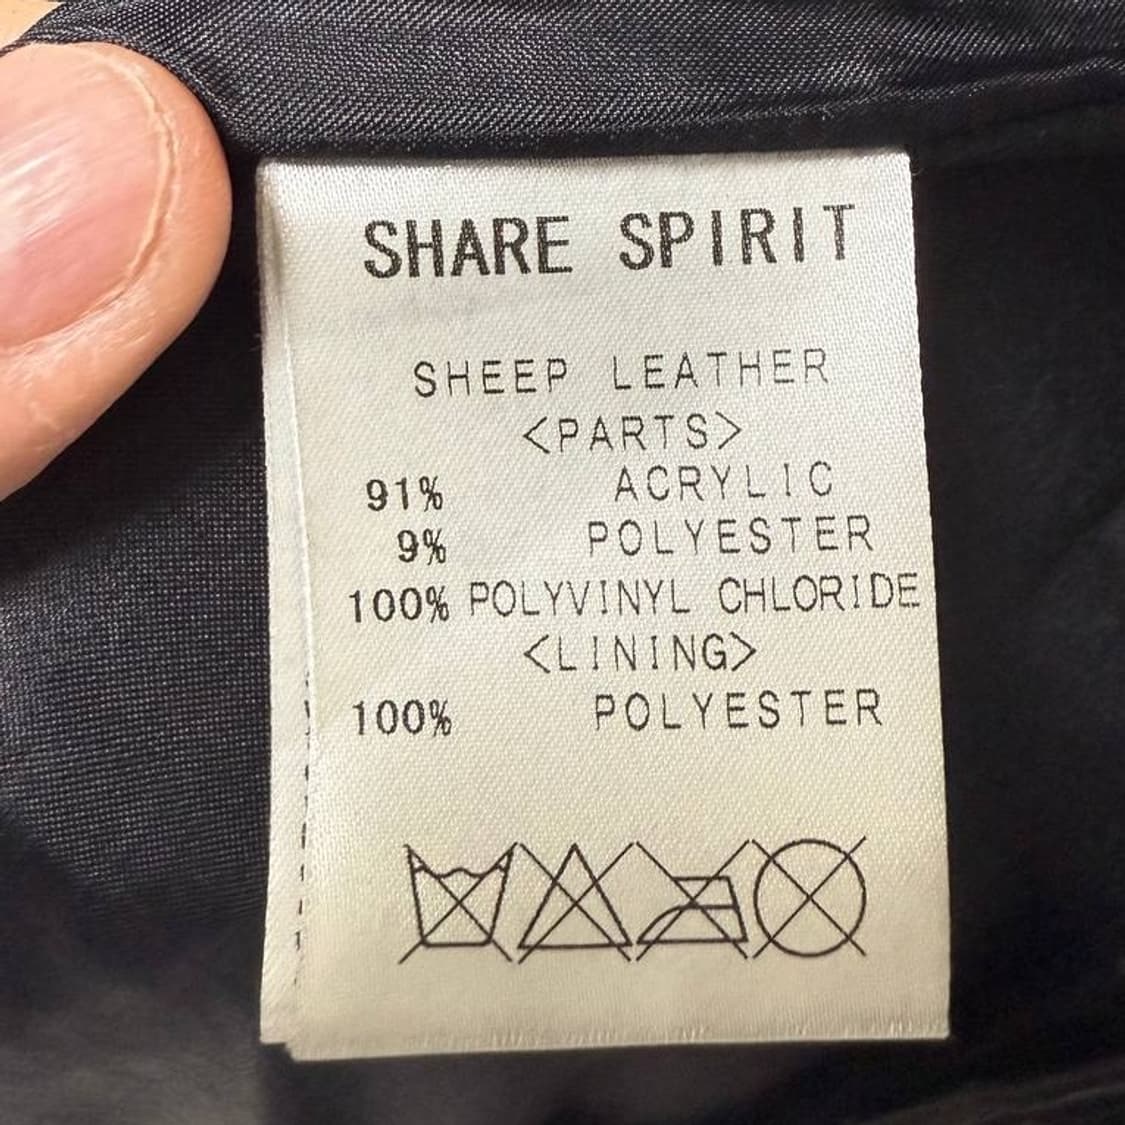 SHARE SPIRIT
SHEEP LEATHER
<PARTS>
91% ACRYLIC
9% POLYESTER
100% POLYVINYL CHLORIDE
<LINING>
100% POLYESTER